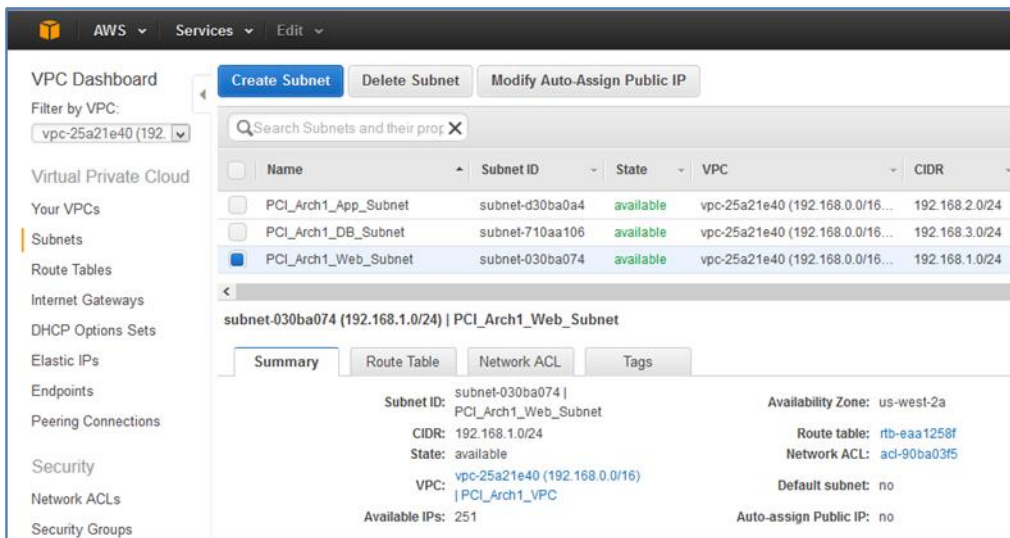 AWS Services Edit
VPC Dashboard
Filter by VPC:
vpc-25a21e40 (192.
Virtual Private Cloud
Your VPCs
Subnets
Route Tables
Internet Gateways
DHCP Options Sets
Elastic IPs
Endpoints
Peering Connections
Security
Network ACLs
Security Groups
Create Subnet Delete Subnet Modify Auto-Assign Public IP
Search Subnets and their prop X
Name Subnet ID State VPC CIDR
PCI_Arch1_App_Subnet subnet-d30ba0a4 available vpc-25a21e40 (192.168.0.0/16... 192.168.2.0/24
PCI_Arch1_DB_Subnet subnet-710aa106 available vpc-25a21e40 (192.168.0.0/16... 192.168.3.0/24
PCI_Arch1_Web_Subnet subnet-030ba074 available vpc-25a21e40 (192.168.0.0/16... 192.168.1.0/24
subnet-030ba074 (192.168.1.0/24) | PCI_Arch1_Web_Subnet
Summary Route Table Network ACL Tags
Subnet ID: subnet-030ba074 |
PCI_Arch1_Web_Subnet
CIDR: 192.168.1.0/24
State: available
VPC: vpc-25a21e40 (192.168.0.0/16)
| PCI_Arch1_VPC
Available IPs: 251
Availability Zone: us-west-2a
Route table: rtb-eaa1258f
Network ACL: acl-90ba03f5
Default subnet: no
Auto-assign Public IP: no